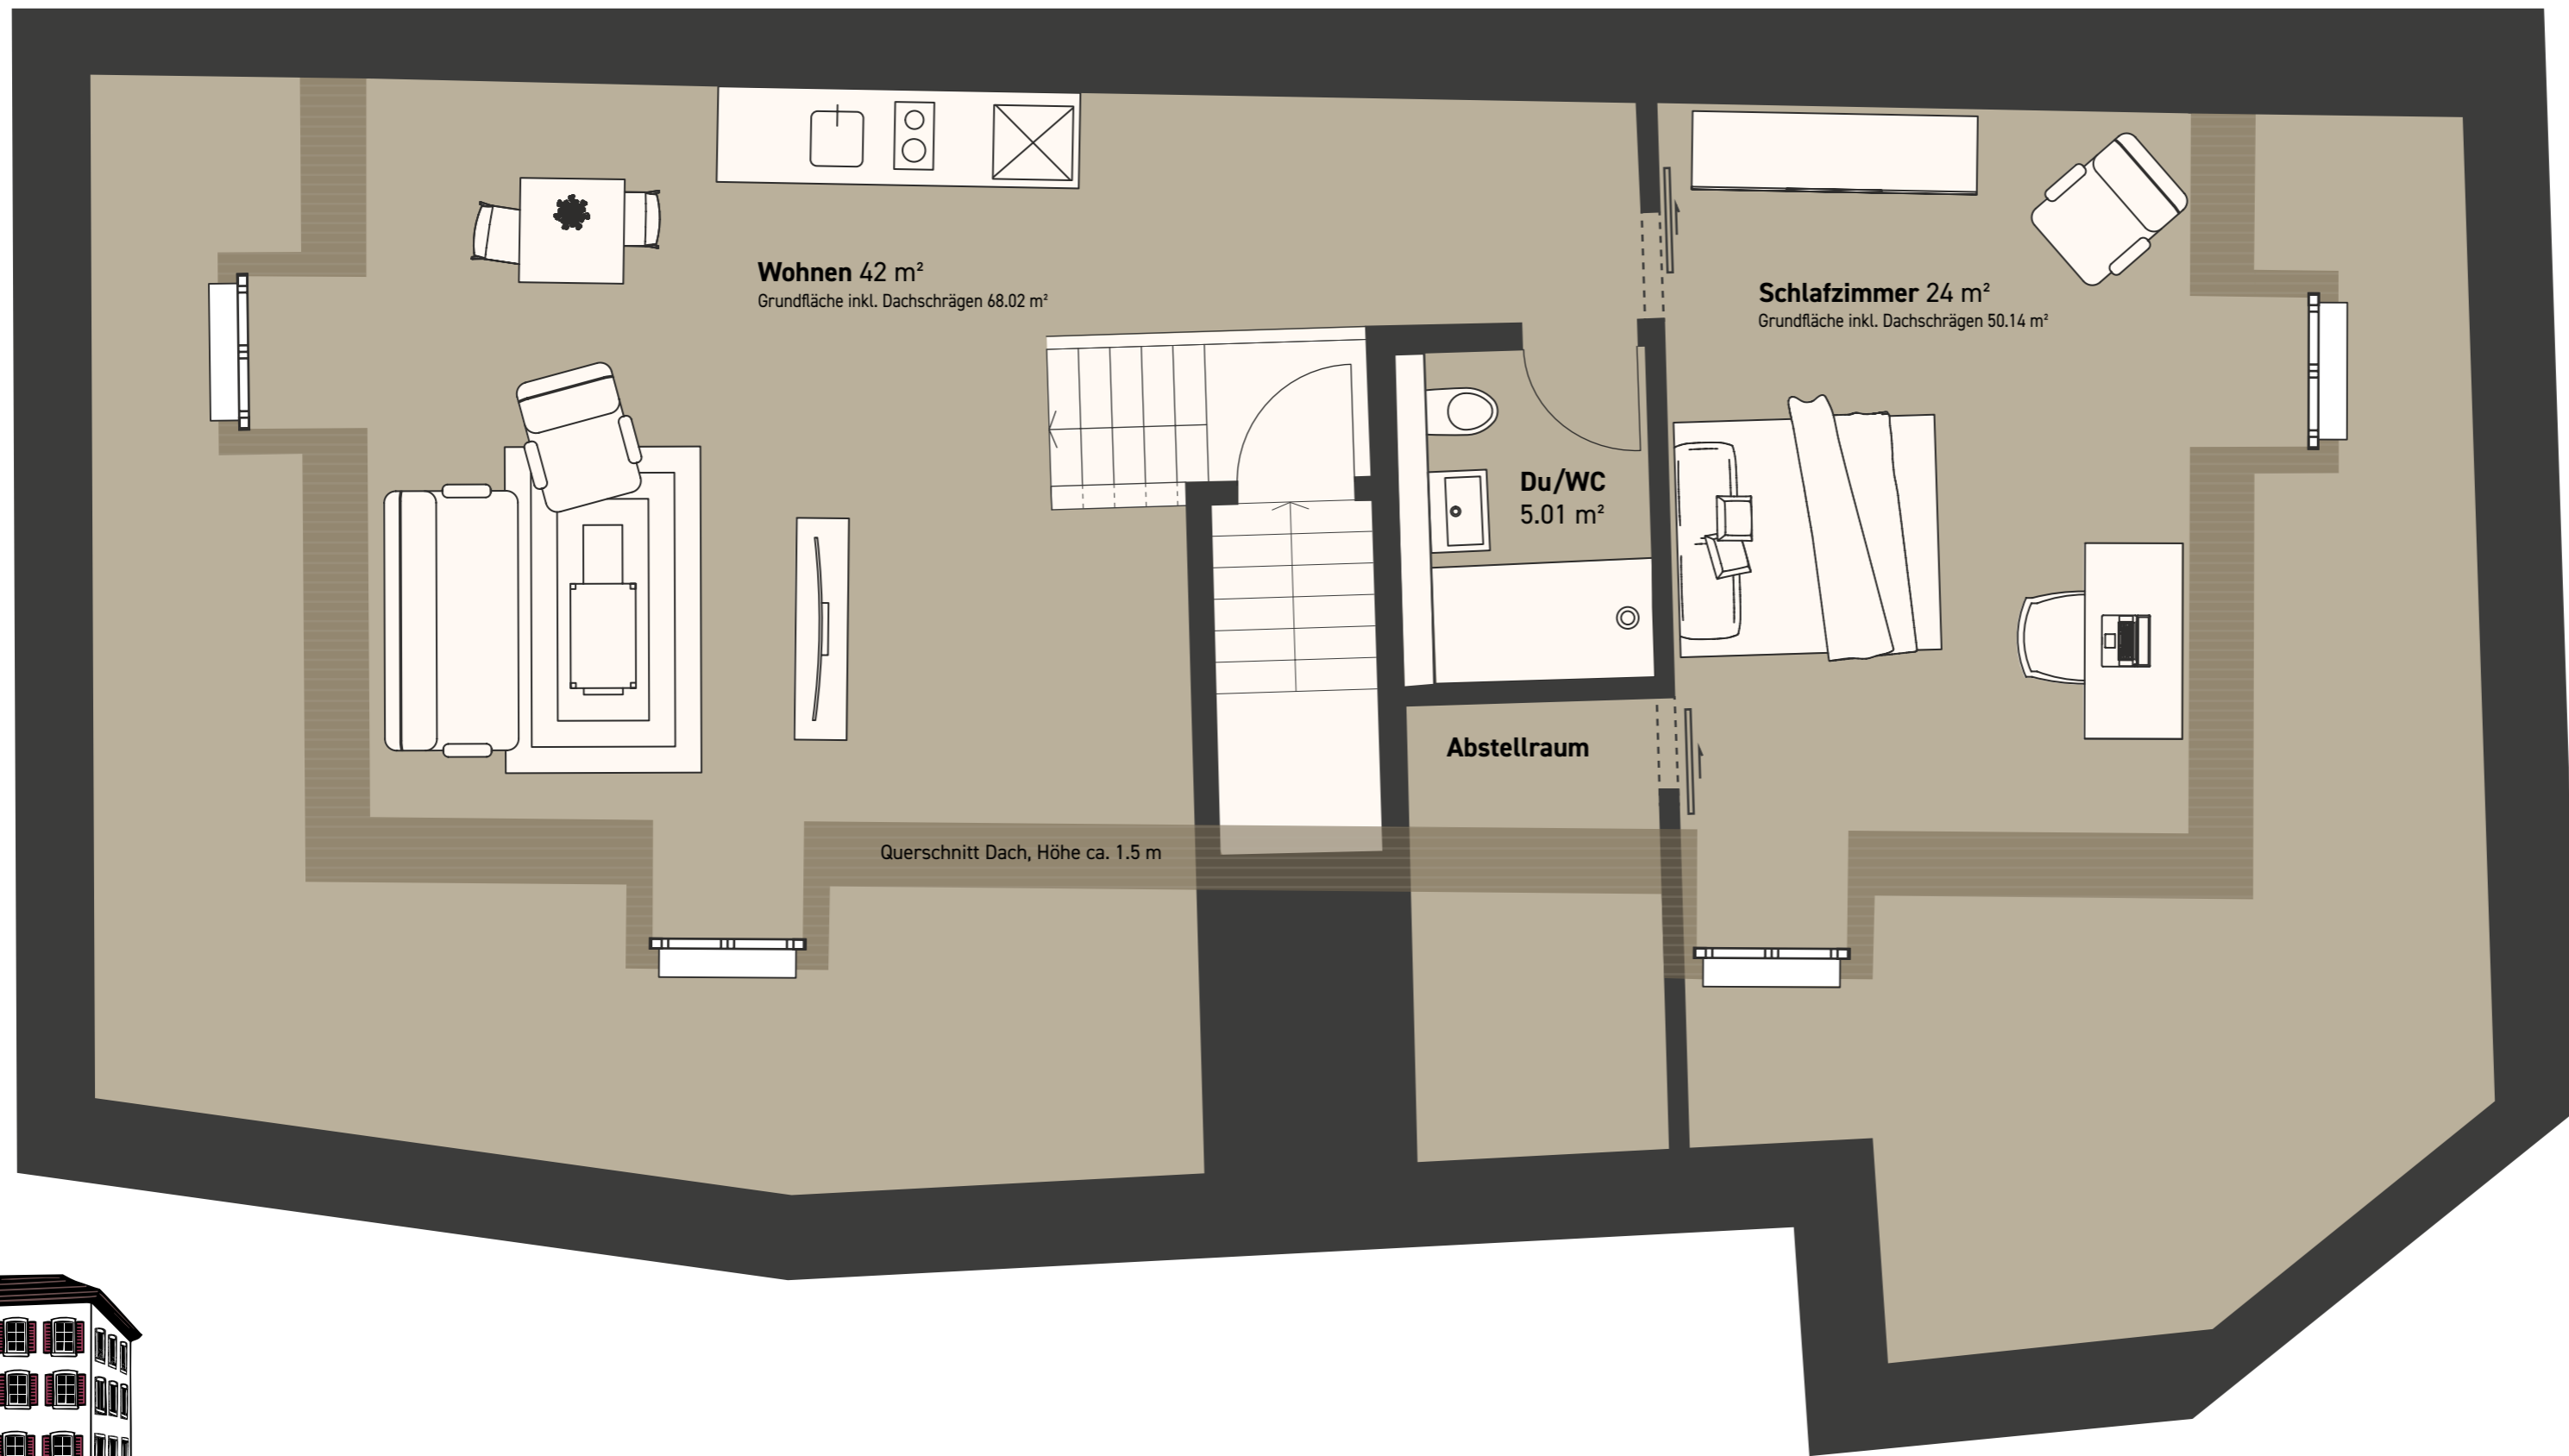 Wohnen 42 m²
Grundfläche inkl. Dachschrägen 68.02 m²
Schlafzimmer 24 m²
Grundfläche inkl. Dachschrägen 50.14 m²
Du/WC
5.01 m²
Abstellraum
Querschnitt Dach, Höhe ca. 1.5 m